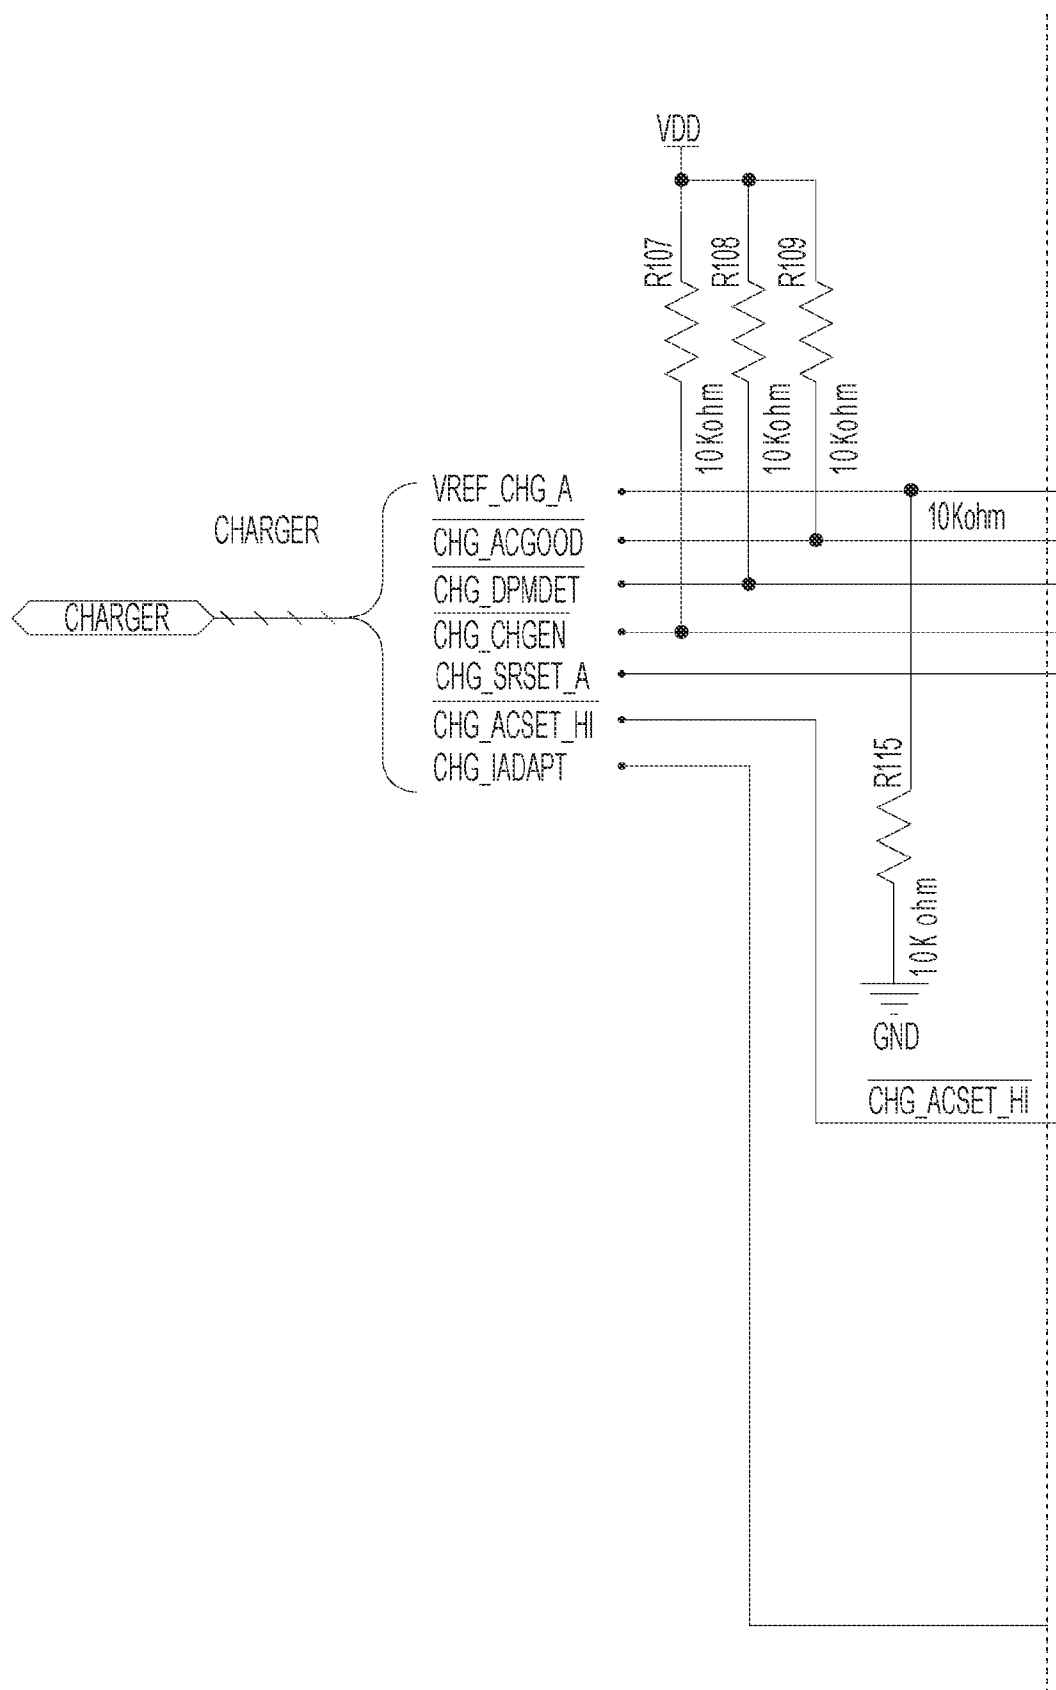 VDD
R107
R108
R109
10Kohm
10Kohm
10Kohm
VREF_CHG_A
CHARGER
CHG_ACGOOD
10Kohm
CHG_DPMDET
CHARGER
CHG_CHGEN
CHG_SRSET_A
CHG_ACSET_HI
CHG_IADAPT
R115
10K ohm
GND
CHG_ACSET_HI